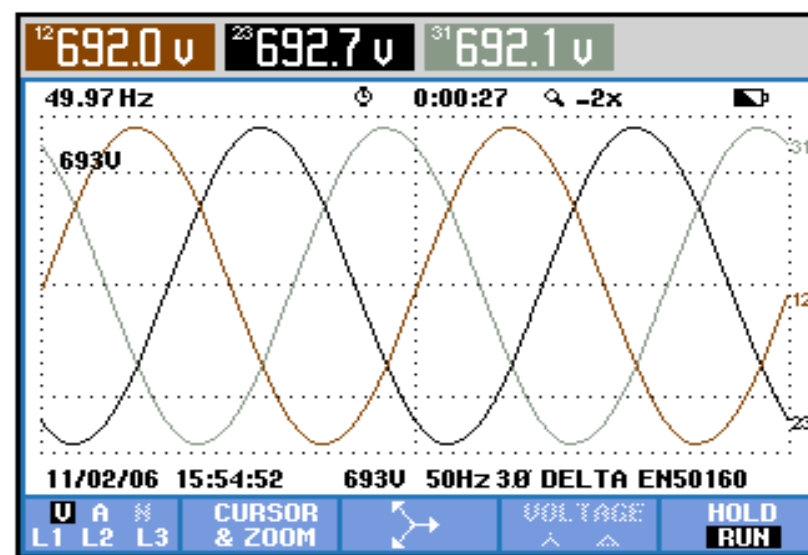 12 692.0 V 23 692.7 V 31 692.1 V
49.97 Hz 0:00:27 -2x
693V
31
12
23
11/02/06 15:54:52 693V 50Hz 3.0̸ DELTA EN50160
V A N CURSOR VOLTAGE HOLD
L1 L2 L3 & ZOOM RUN